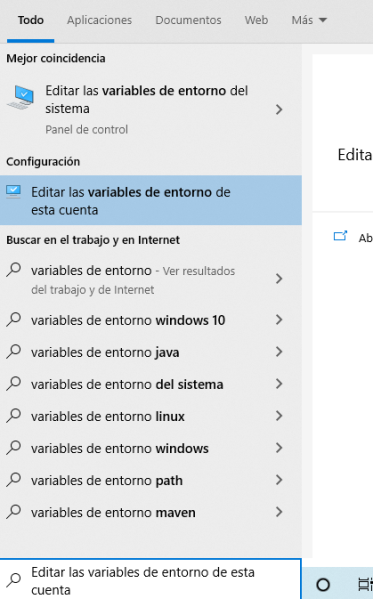 Todo Aplicaciones Documentos Web Más
Mejor coincidencia
Editar las variables de entorno del
sistema
Panel de control
Edita
Configuración
Editar las variables de entorno de
esta cuenta
Ab
Buscar en el trabajo y en Internet
variables de entorno - Ver resultados
del trabajo y de Internet
variables de entorno windows 10
variables de entorno java
variables de entorno del sistema
variables de entorno linux
variables de entorno windows
variables de entorno path
variables de entorno maven
Editar las variables de entorno de esta
cuenta